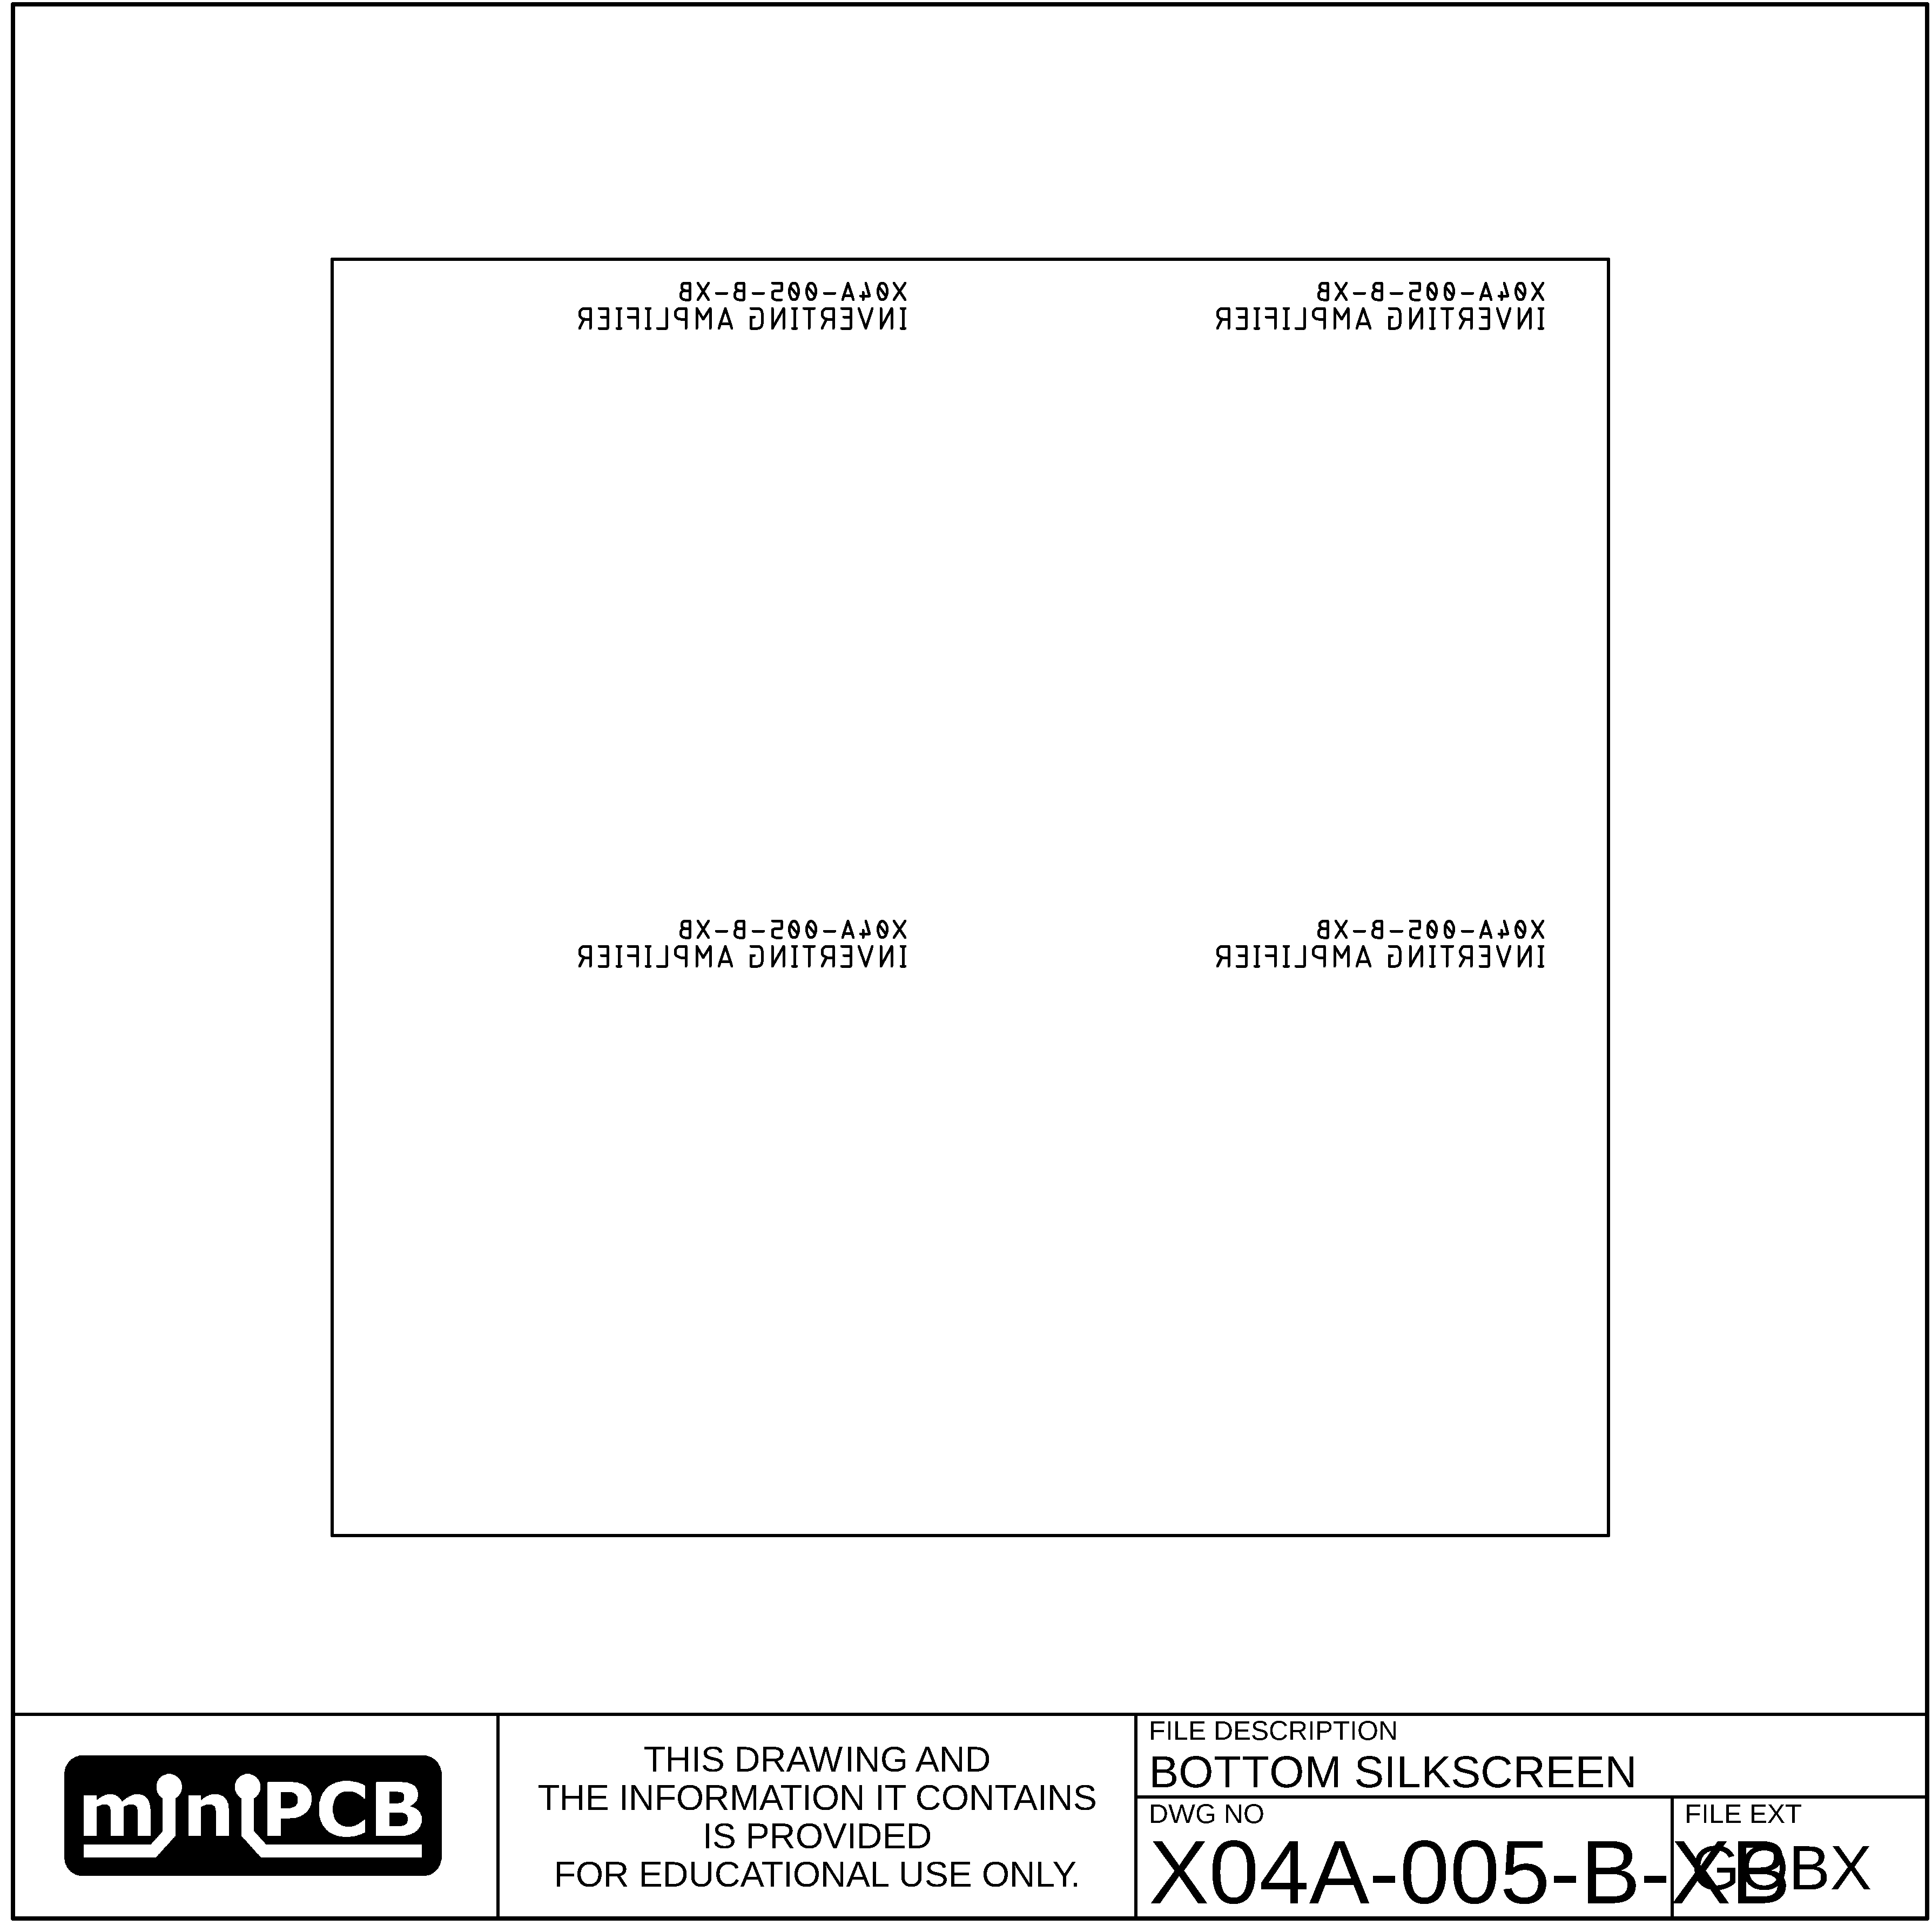 X04A-005-B-XB
INVERTING AMPLIFIER
X04A-005-B-XB
INVERTING AMPLIFIER
X04A-005-B-XB
INVERTING AMPLIFIER
X04A-005-B-XB
INVERTING AMPLIFIER
miniPCB
THIS DRAWING AND
THE INFORMATION IT CONTAINS
IS PROVIDED
FOR EDUCATIONAL USE ONLY.
FILE DESCRIPTION
BOTTOM SILKSCREEN
DWG NO
X04A-005-B-XB
FILE EXT